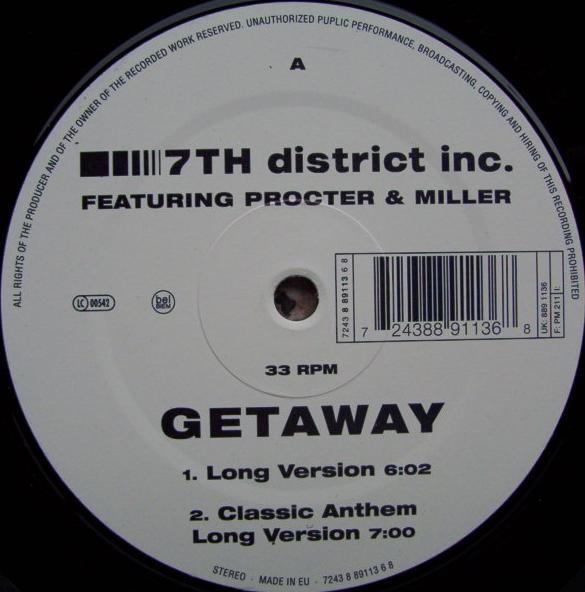 ALL RIGHTS OF THE PRODUCER AND OF THE OWNER OF THE RECORDED WORK RESERVED. UNAUTHORIZED PUPLIC PERFORMANCE, BROADCASTING, COPYING AND HIRING OF THIS RECORDING PROHIBITED
A
7TH district inc.
FEATURING PROCTER & MILLER
LC 00542
bel
BIEM
7243 8 89113 6 8
7 24388 91136 8
UK: 889 1136
F: PM 211 I:
33 RPM
GETAWAY
1. Long Version 6:02
2. Classic Anthem
Long Version 7:00
STEREO · MADE IN EU · 7243 8 89113 6 8